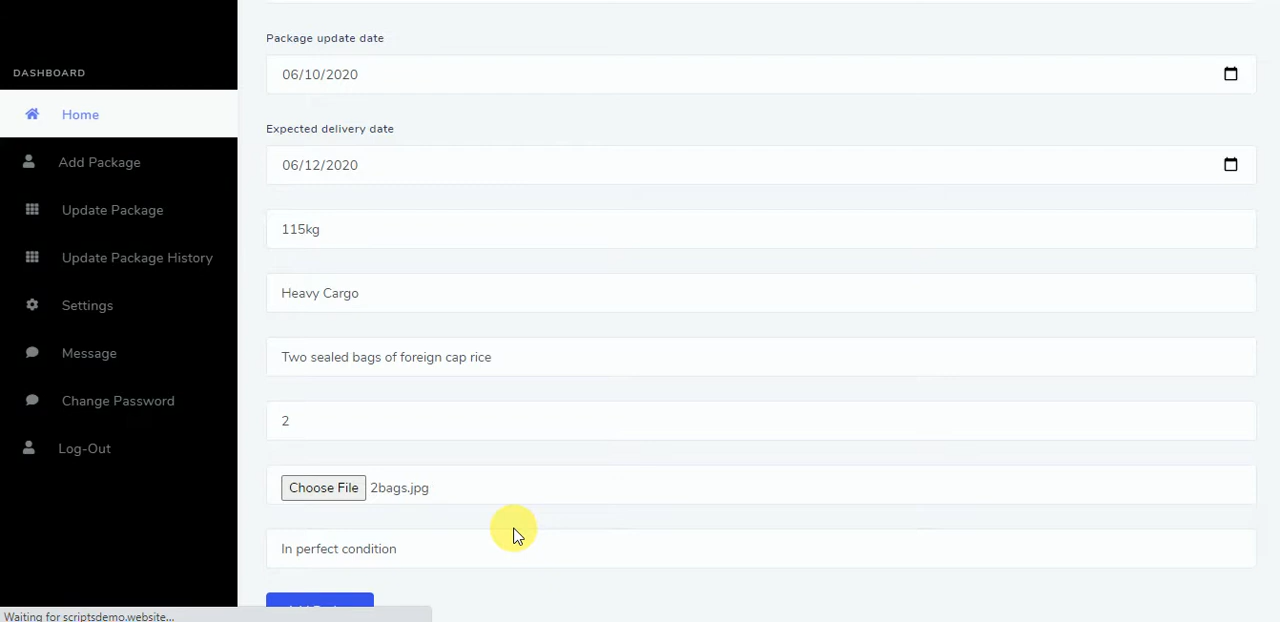 DASHBOARD
Home
Add Package
Update Package
Update Package History
Settings
Message
Change Password
Log-Out
Package update date
06/10/2020
Expected delivery date
06/12/2020
115kg
Heavy Cargo
Two sealed bags of foreign cap rice
2
Choose File 2bags.jpg
In perfect condition
Waiting for scriptsdemo.website...